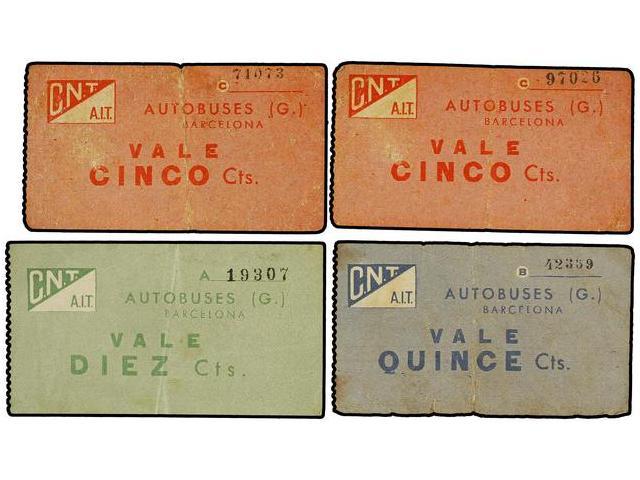 C.N.T.
A.I.T.
C 71073
AUTOBUSES (G.)
BARCELONA
VALE
CINCO Cts.
C.N.T.
A.I.T.
C 97026
AUTOBUSES (G.)
BARCELONA
VALE
CINCO Cts.
C.N.T.
A.I.T.
A 19307
AUTOBUSES (G.)
BARCELONA
VALE
DIEZ Cts.
C.N.T.
A.I.T.
B 42359
AUTOBUSES (G.)
BARCELONA
VALE
QUINCE Cts.